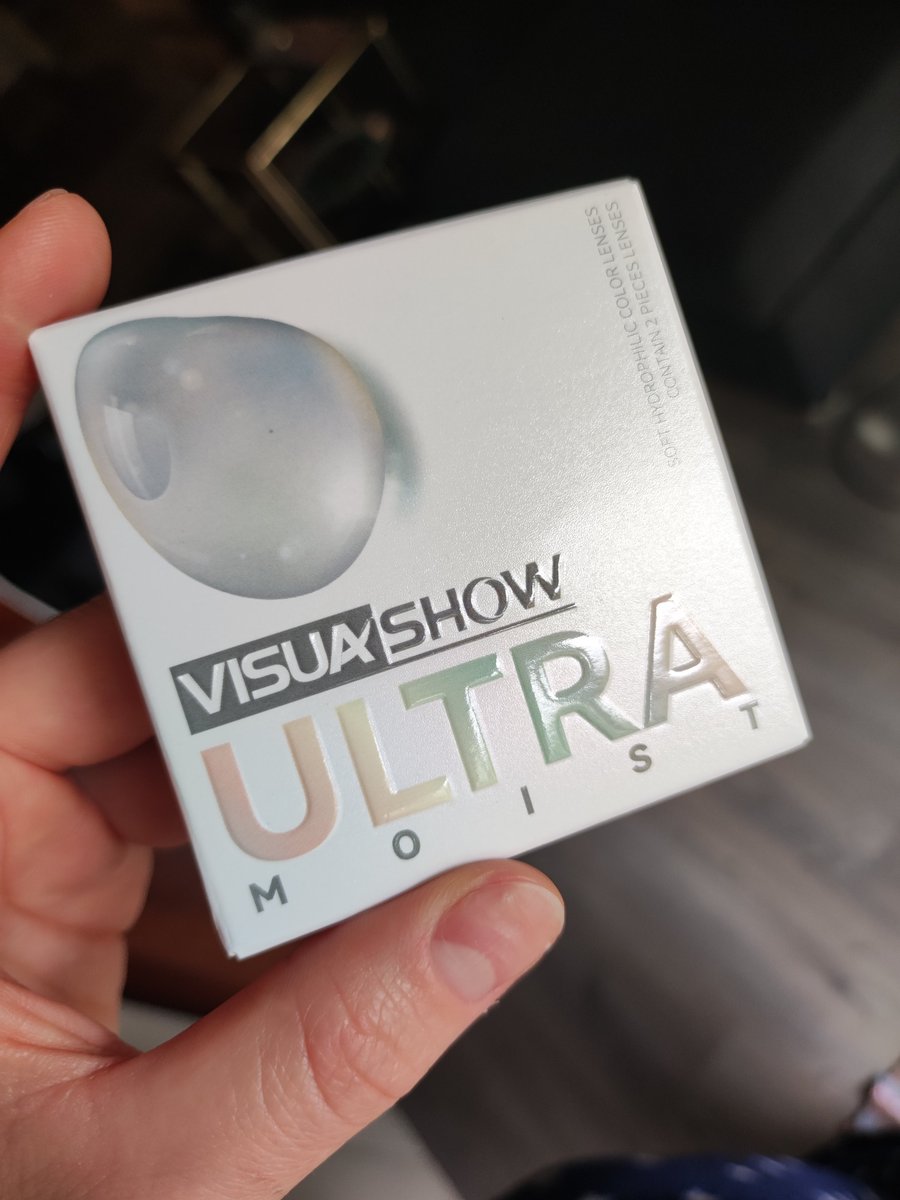 SOFT HYDROPHILIC COLOR LENSES
CONTAIN 2 PIECES LENSES
VISUASHOW
ULTRA
MOIST